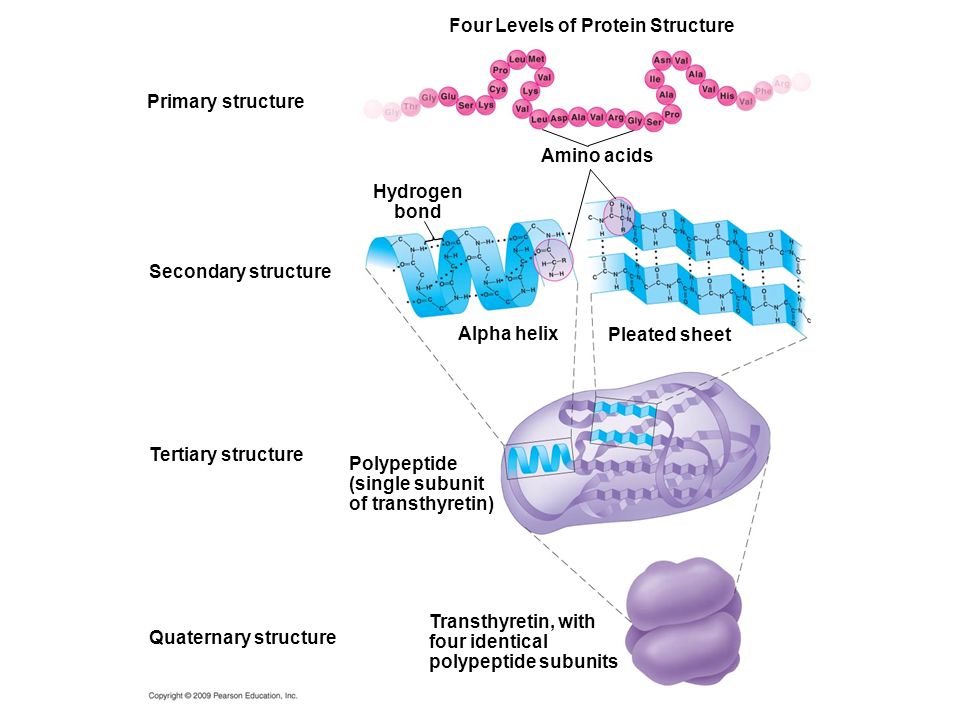 Four Levels of Protein Structure
Primary structure
Gly Thr Gly Glu Ser Lys Cys Pro Leu Met Val Lys Val Leu Asp Ala Val Arg Gly Ser Pro Ala Ile Asn Val Ala Val His Val Phe Arg
Amino acids
Hydrogen
bond
Secondary structure
Alpha helix
Pleated sheet
Tertiary structure
Polypeptide
(single subunit
of transthyretin)
Quaternary structure
Transthyretin, with
four identical
polypeptide subunits
Copyright © 2009 Pearson Education, Inc.